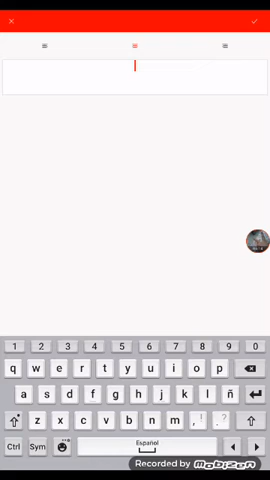 1 2 3 4 5 6 7 8 9 0
q w e r t y u i o p
a s d f g h j k l ñ
z x c v b n m , ! . ?
Ctrl Sym Español
Recorded by MOBIZEN